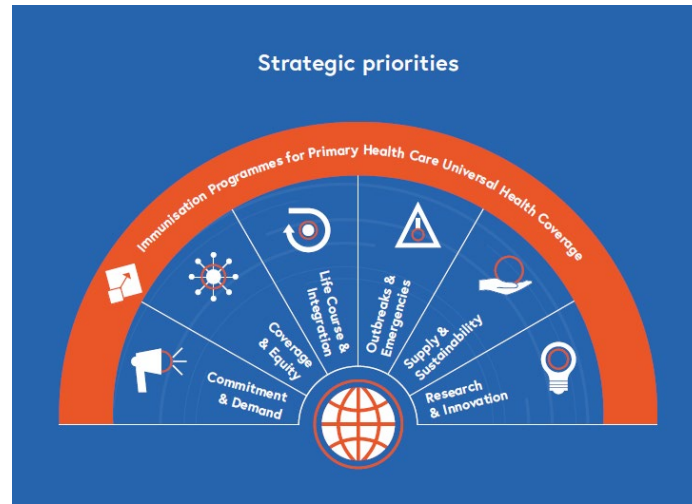 Strategic priorities
Immunisation Programmes for Primary Health Care Universal Health Coverage
Commitment
& Demand
Coverage
& Equity
Life Course &
Integration
Outbreaks &
Emergencies
Supply &
Sustainability
Research
& Innovation